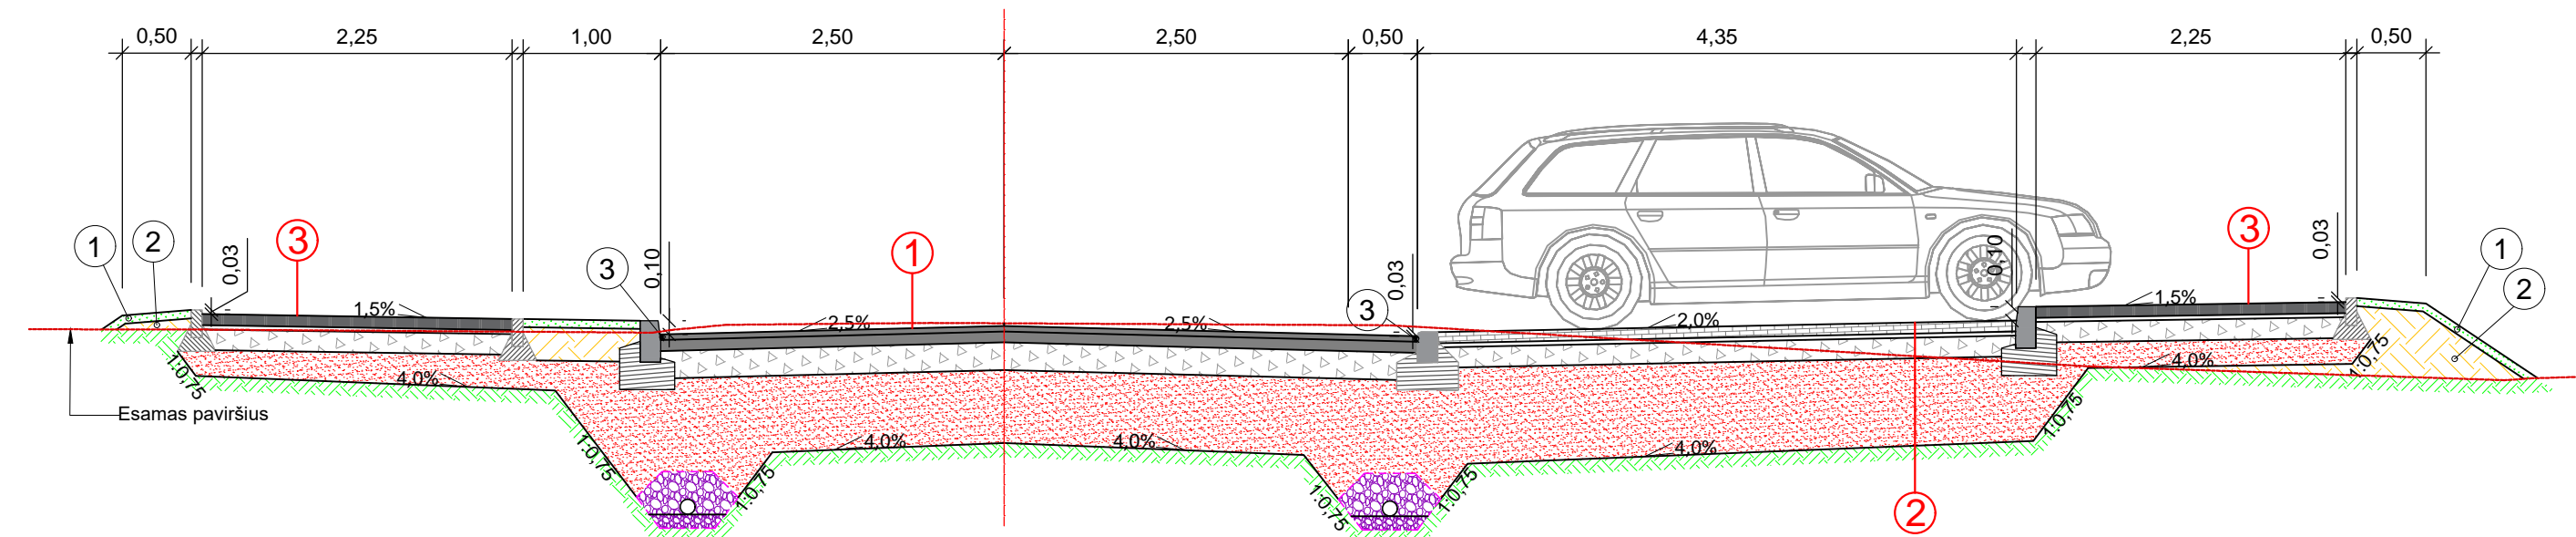 0,50 2,25 1,00 2,50 2,50 0,50 4,35 2,25 0,50
1 2 0,03 3 3 0,10 1 3 0,03 0,10 3 0,03 1 2
1,5% 2,5% 2,5% 2,0% 1,5%
1:0,75 4,0% 4,0% 1:0,75
Esamas paviršius
1:0,75 4,0% 4,0% 4,0% 1:0,75
1:0,75 1:0,75 1:0,75
2